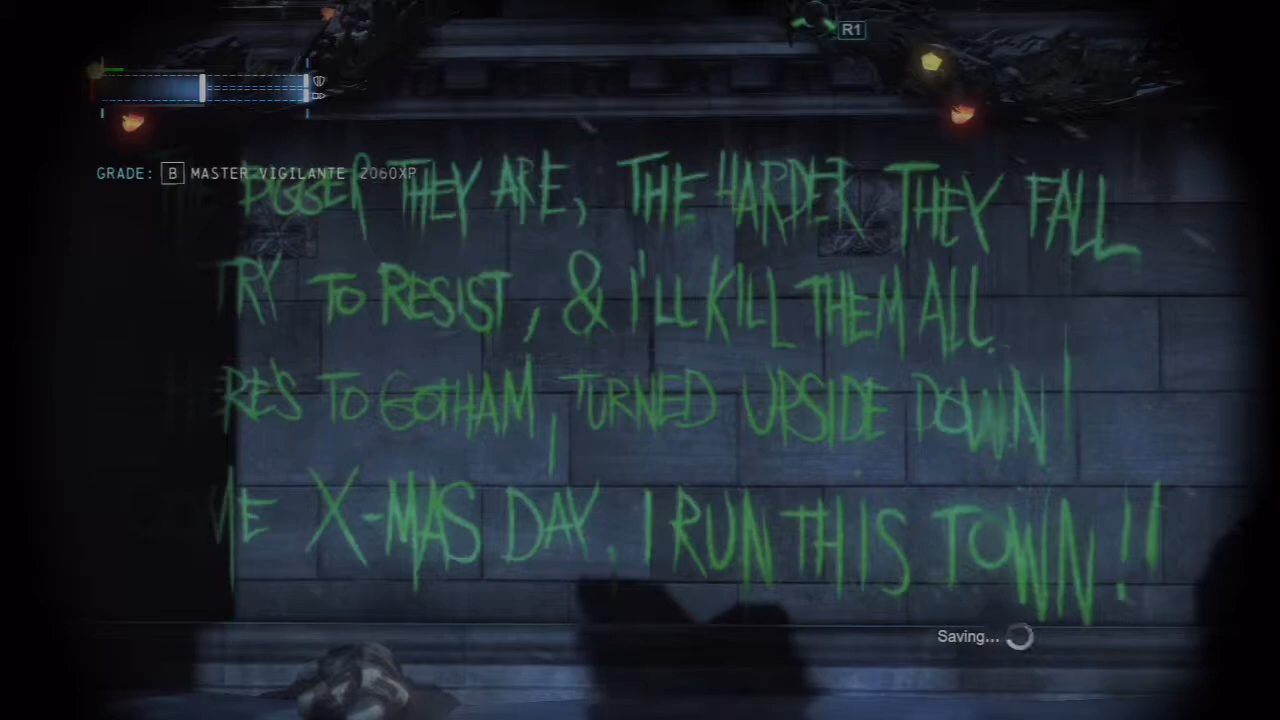 R1
GRADE: B MASTER VIGILANTE 2060XP
BIGGER THEY ARE, THE HARDER THEY FALL
TRY TO RESIST, & I'LL KILL THEM ALL.
RE'S TO GOTHAM, TURNED UPSIDE DOWN!
ME X-MAS DAY, I RUN THIS TOWN!!
Saving...